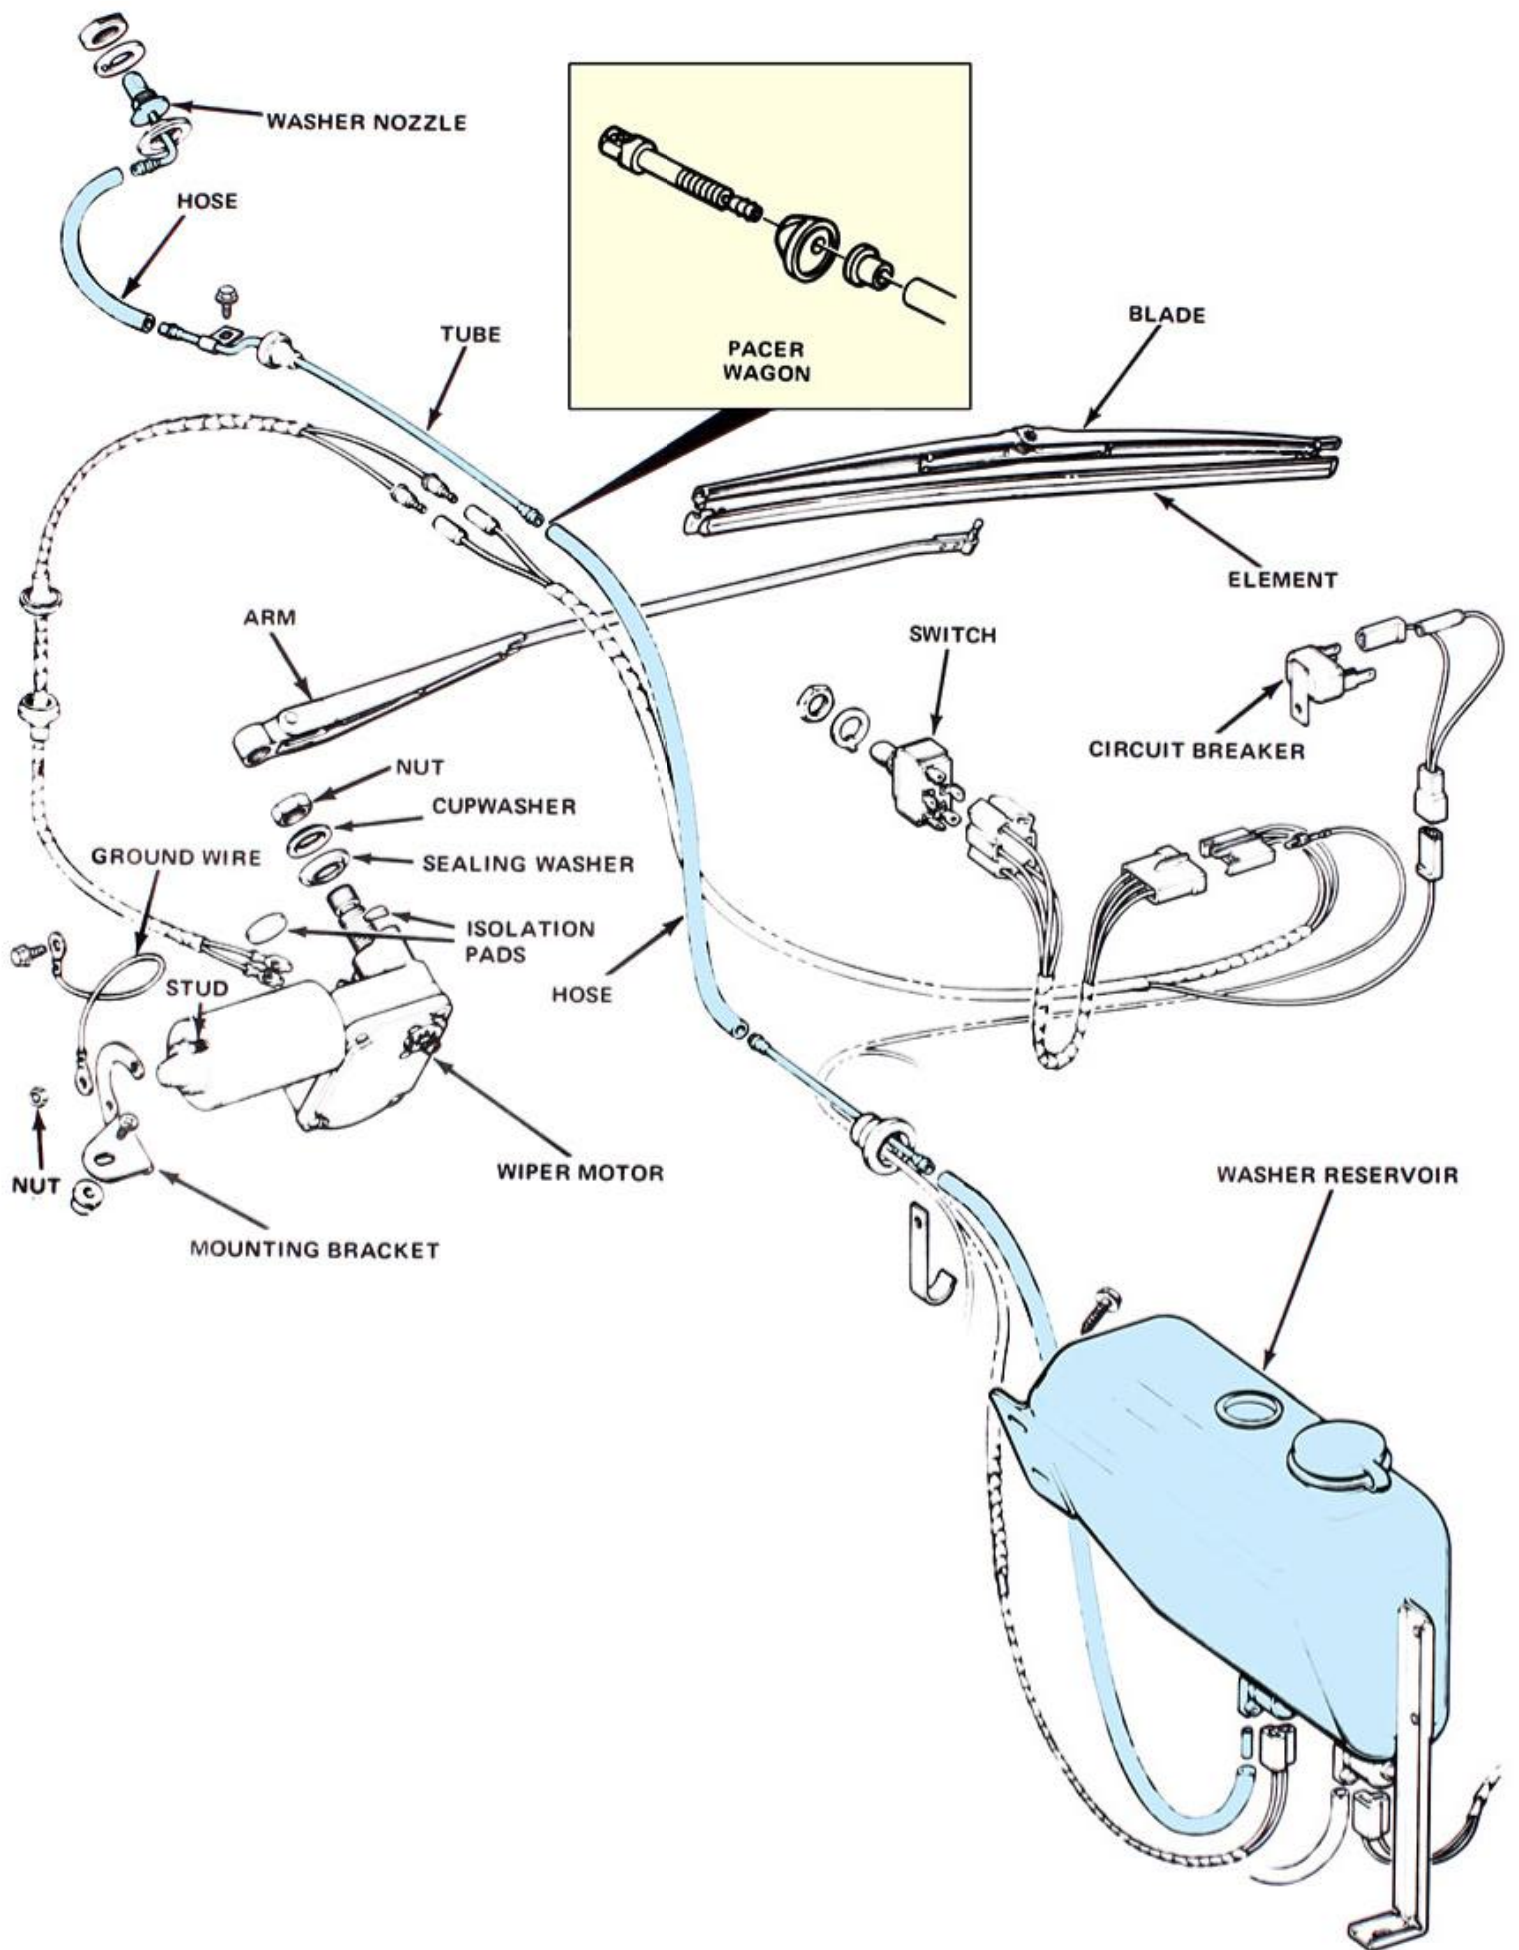 WASHER NOZZLE
HOSE
TUBE
PACER
WAGON
BLADE
ELEMENT
ARM
SWITCH
CIRCUIT BREAKER
NUT
CUPWASHER
SEALING WASHER
GROUND WIRE
ISOLATION
PADS
STUD
HOSE
WIPER MOTOR
NUT
MOUNTING BRACKET
WASHER RESERVOIR